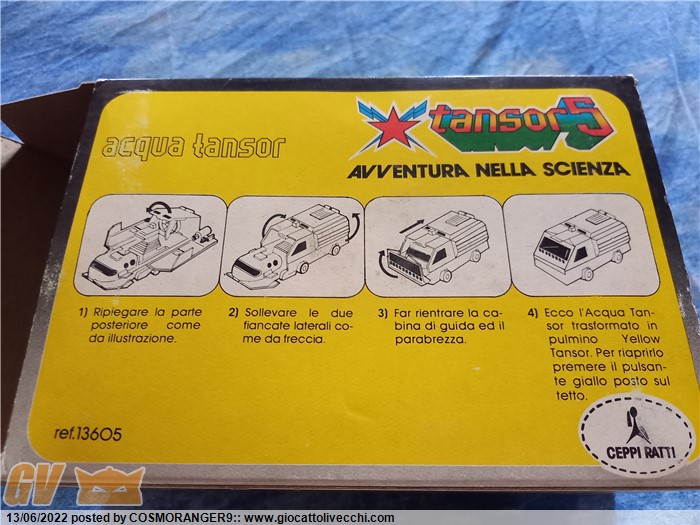 tansor 5
acqua tansor
AVVENTURA NELLA SCIENZA
1) Ripiegare la parte
posteriore come
da illustrazione.
2) Sollevare le due
fiancate laterali co-
me da freccia.
3) Far rientrare la ca-
bina di guida ed il
parabrezza.
4) Ecco l'Acqua Tan-
sor trasformato in
pulmino Yellow
Tansor. Per riaprirlo
premere il pulsan-
te giallo posto sul
tetto.
ref.13605
CEPPI RATTI
GV
13/06/2022 posted by COSMORANGER9:: www.giocattolivecchi.com